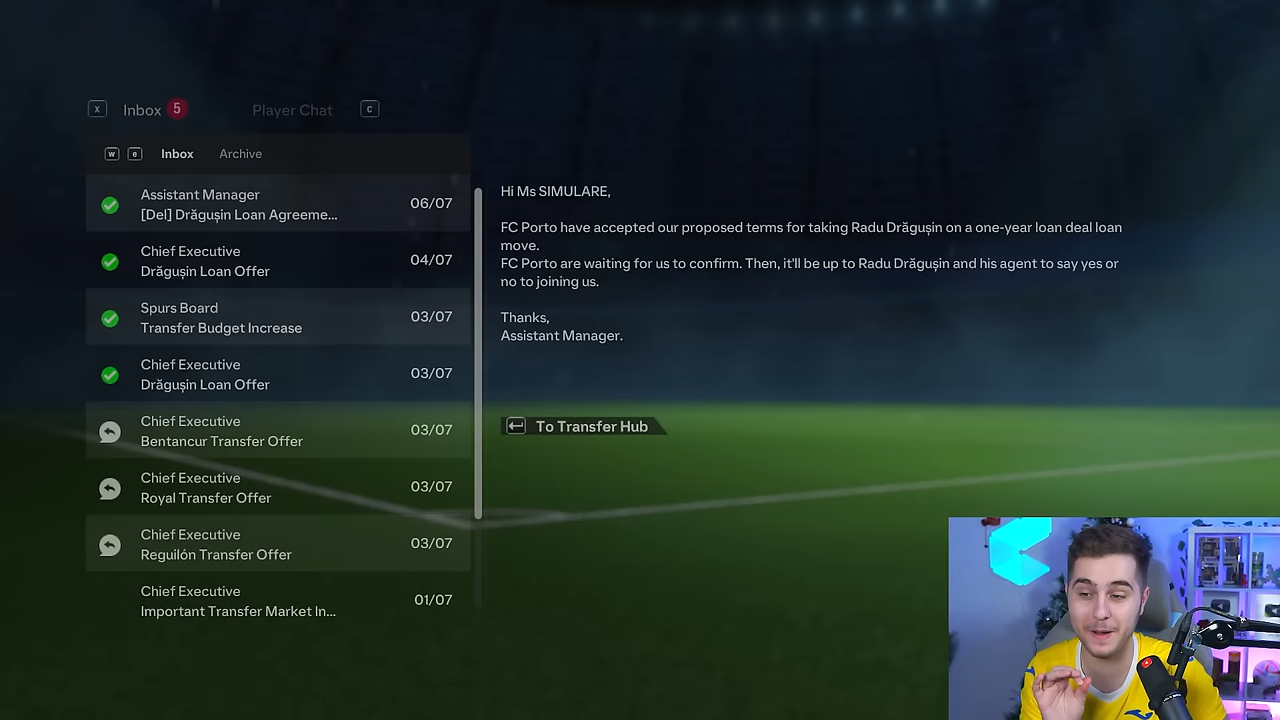 X Inbox 5 Player Chat C
W e Inbox Archive
Assistant Manager
[Del] Drăgușin Loan Agreeme... 06/07
Chief Executive
Drăgușin Loan Offer 04/07
Spurs Board
Transfer Budget Increase 03/07
Chief Executive
Drăgușin Loan Offer 03/07
Chief Executive
Bentancur Transfer Offer 03/07
Chief Executive
Royal Transfer Offer 03/07
Chief Executive
Reguilón Transfer Offer 03/07
Chief Executive
Important Transfer Market In... 01/07
Hi Ms SIMULARE,
FC Porto have accepted our proposed terms for taking Radu Drăgușin on a one-year loan deal loan
move.
FC Porto are waiting for us to confirm. Then, it'll be up to Radu Drăgușin and his agent to say yes or
no to joining us.
Thanks,
Assistant Manager.
To Transfer Hub